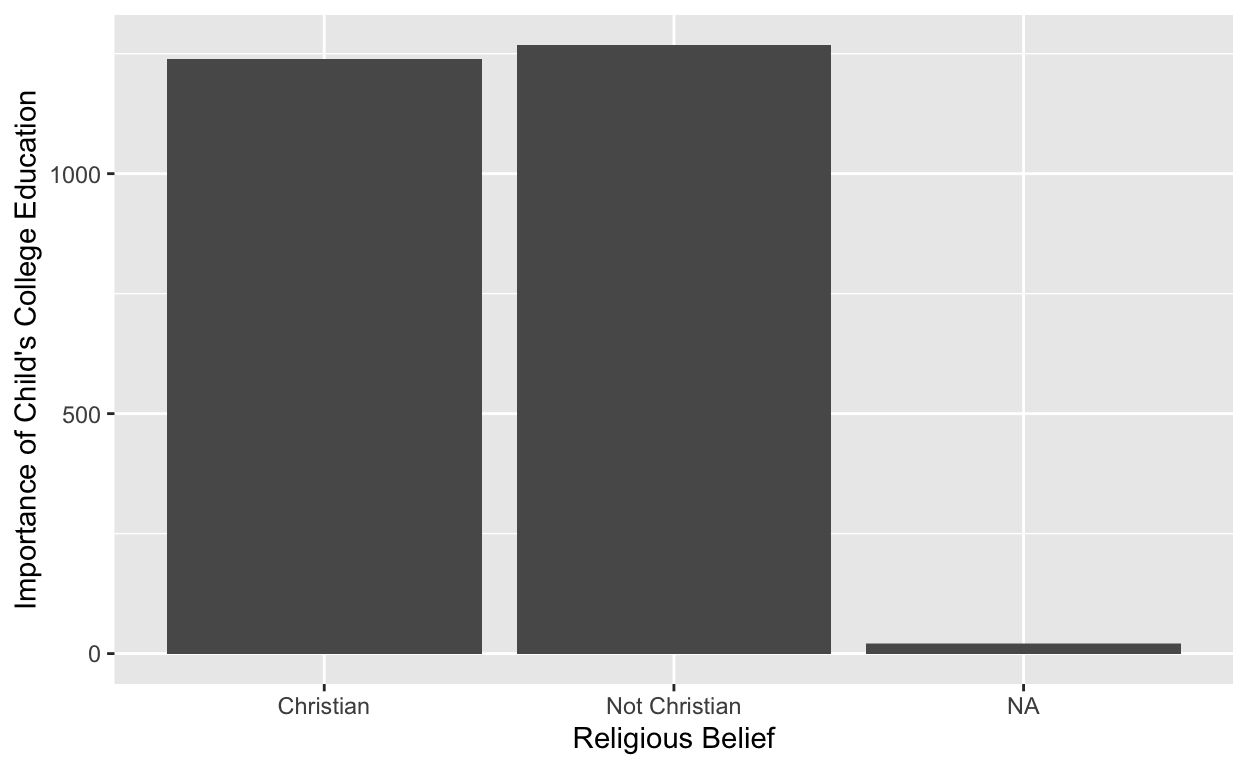 Importance of Child's College Education
1000
500
0
Christian
Not Christian
NA
Religious Belief